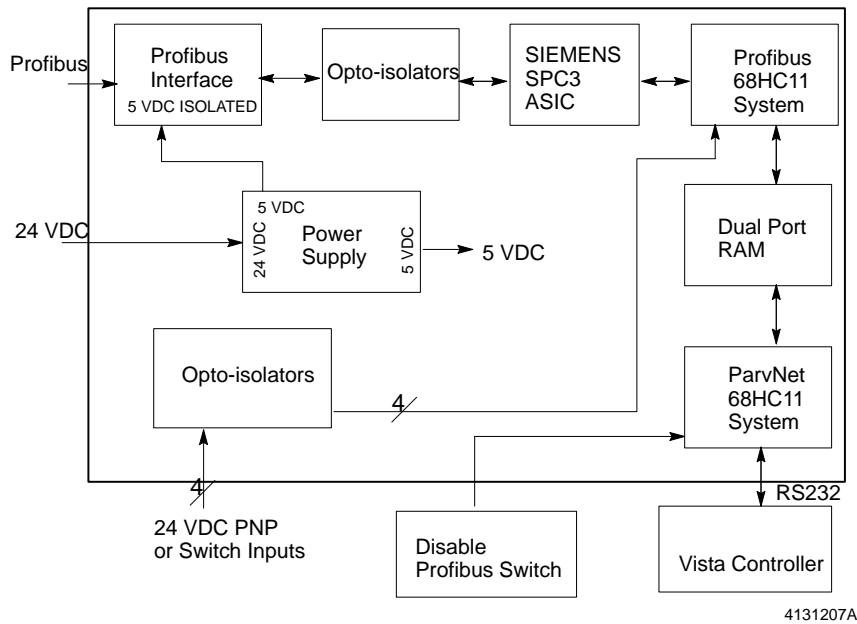 Profibus
Profibus
Interface
5 VDC ISOLATED
Opto-isolators
SIEMENS
SPC3
ASIC
Profibus
68HC11
System
24 VDC
5 VDC
24 VDC
Power
Supply
5 VDC
5 VDC
Dual Port
RAM
Opto-isolators
4
ParvNet
68HC11
System
4
RS232
24 VDC PNP
or Switch Inputs
Disable
Profibus Switch
Vista Controller
4131207A